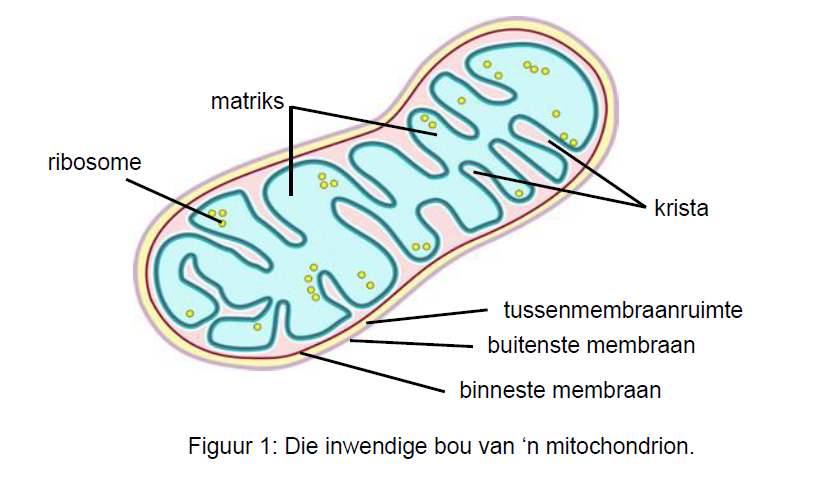 matriks
ribosome
krista
tussenmembraanruimte
buitenste membraan
binneste membraan
Figuur 1: Die inwendige bou van ‘n mitochondrion.